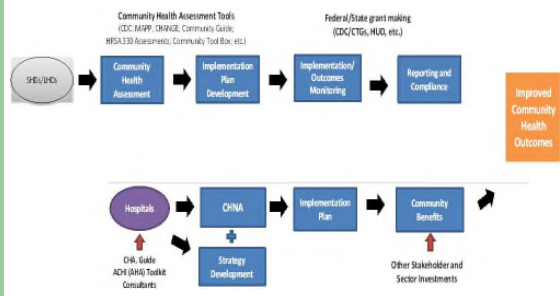 Community Health Assessment Tools
(CDC: MAPP, CHANGE, Community Guide;
HRSA 330 Assessments; Community Tool Box; etc.)
Federal/State grant making
(CDC/CTGs, HUD, etc.)
SHDs/LHDs
Community
Health
Assessment
Implementation
Plan
Development
Implementation/
Outcomes
Monitoring
Reporting and
Compliance
Improved
Community
Health
Outcomes
Hospitals
CHNA
Implementation
Plan
Community
Benefits
Strategy
Development
CHA. Guide
ACHI (AHA) Toolkit
Consultants
Other Stakeholder and
Sector Investments